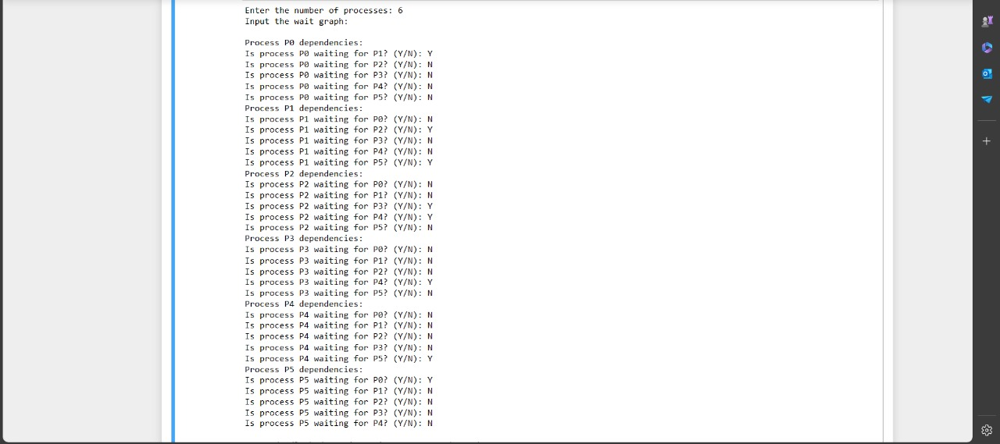 Enter the number of processes: 6
Input the wait graph:
Process P0 dependencies:
Is process P0 waiting for P1? (Y/N): Y
Is process P0 waiting for P2? (Y/N): N
Is process P0 waiting for P3? (Y/N): N
Is process P0 waiting for P4? (Y/N): N
Is process P0 waiting for P5? (Y/N): N
Process P1 dependencies:
Is process P1 waiting for P0? (Y/N): N
Is process P1 waiting for P2? (Y/N): Y
Is process P1 waiting for P3? (Y/N): N
Is process P1 waiting for P4? (Y/N): N
Is process P1 waiting for P5? (Y/N): Y
Process P2 dependencies:
Is process P2 waiting for P0? (Y/N): N
Is process P2 waiting for P1? (Y/N): N
Is process P2 waiting for P3? (Y/N): Y
Is process P2 waiting for P4? (Y/N): Y
Is process P2 waiting for P5? (Y/N): N
Process P3 dependencies:
Is process P3 waiting for P0? (Y/N): N
Is process P3 waiting for P1? (Y/N): N
Is process P3 waiting for P2? (Y/N): N
Is process P3 waiting for P4? (Y/N): Y
Is process P3 waiting for P5? (Y/N): N
Process P4 dependencies:
Is process P4 waiting for P0? (Y/N): N
Is process P4 waiting for P1? (Y/N): N
Is process P4 waiting for P2? (Y/N): N
Is process P4 waiting for P3? (Y/N): N
Is process P4 waiting for P5? (Y/N): Y
Process P5 dependencies:
Is process P5 waiting for P0? (Y/N): Y
Is process P5 waiting for P1? (Y/N): N
Is process P5 waiting for P2? (Y/N): N
Is process P5 waiting for P3? (Y/N): N
Is process P5 waiting for P4? (Y/N): N